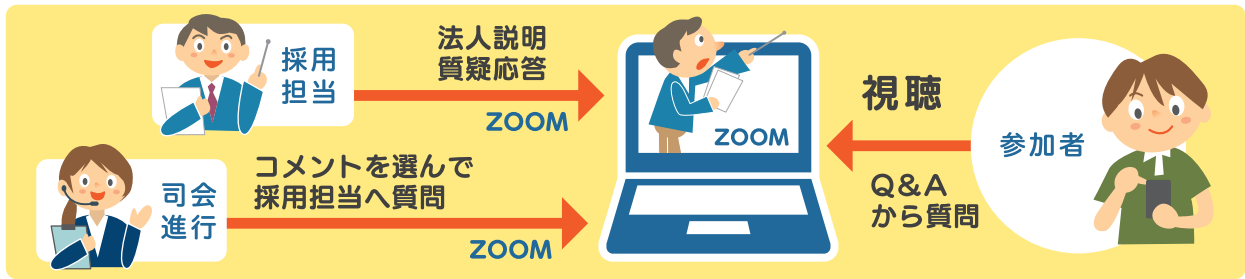 採用
担当
法人説明
質疑応答
ZOOM
司会
進行
コメントを選んで
採用担当へ質問
ZOOM
ZOOM
視聴
Q&A
から質問
参加者